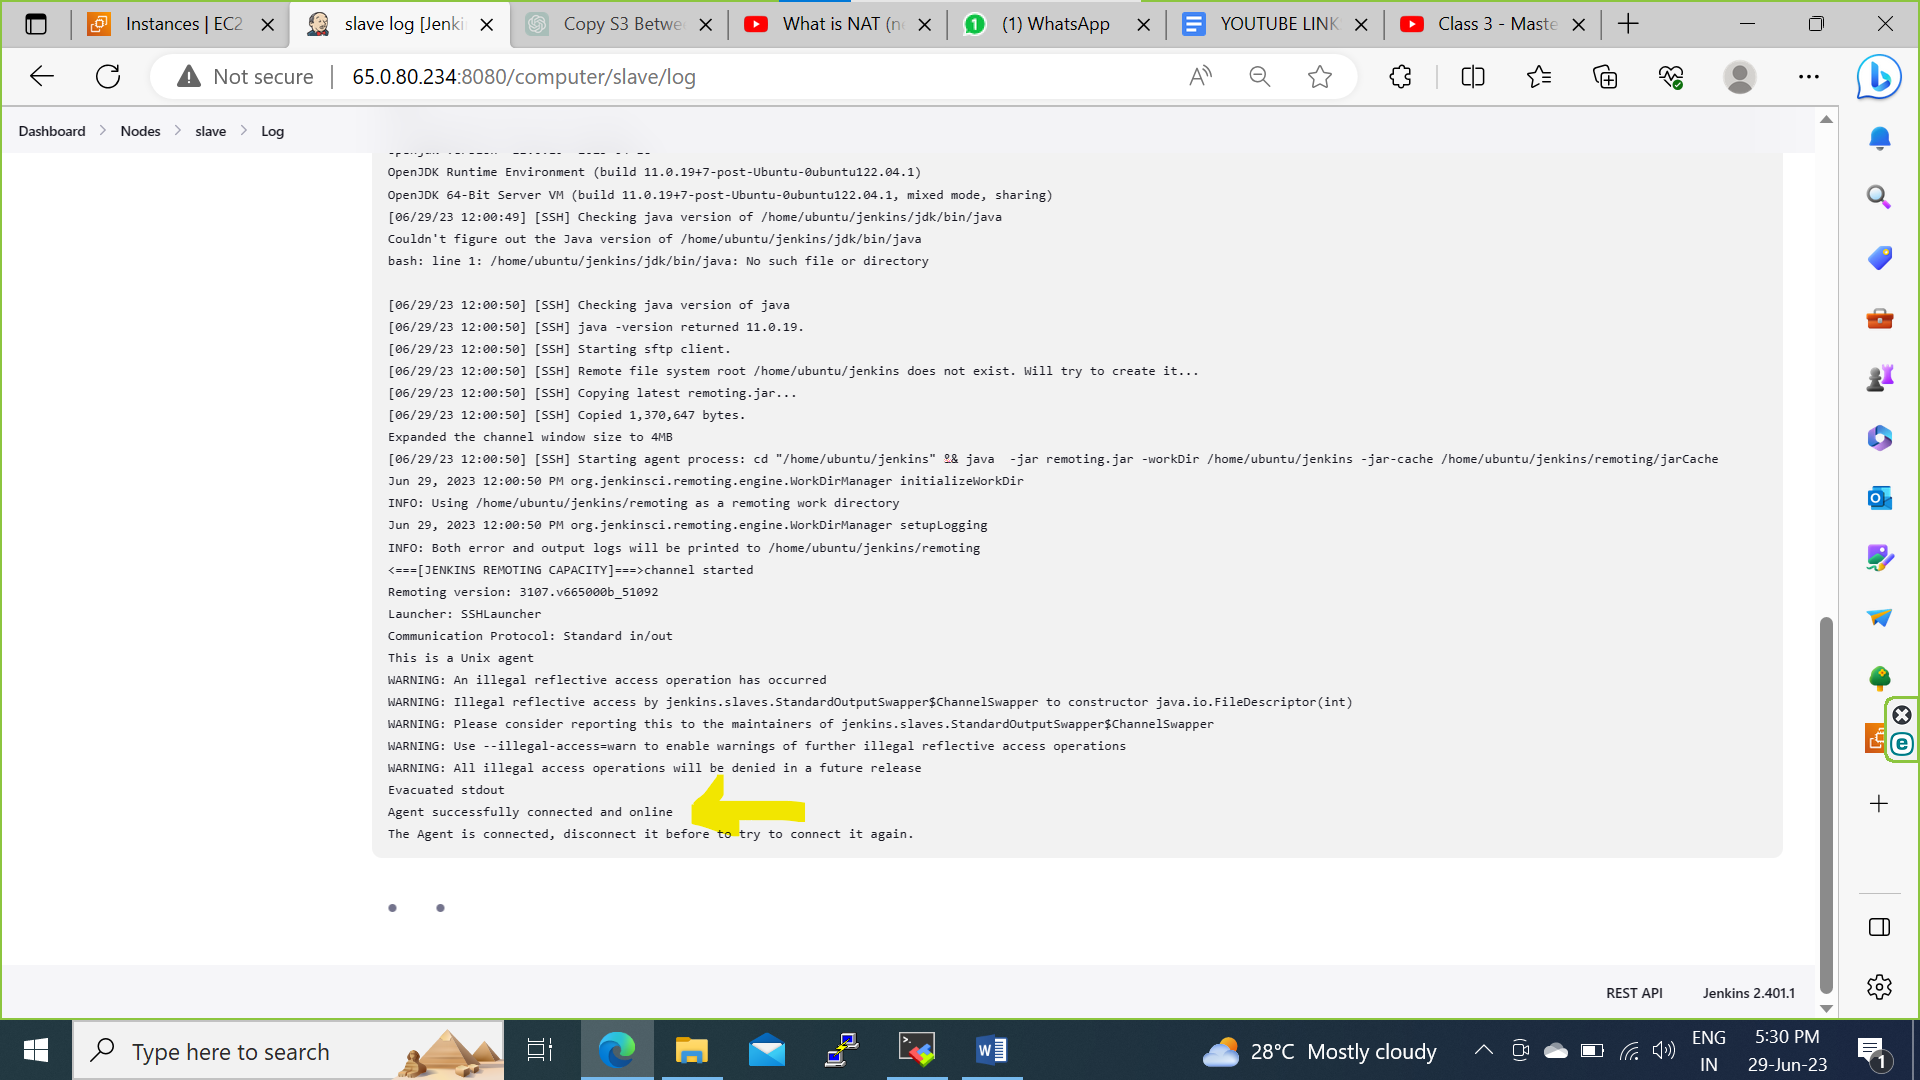 Instances | EC2
slave log [Jenki
Copy S3 Betwe
What is NAT (n
(1) WhatsApp
YOUTUBE LINK
Class 3 - Maste
Not secure
65.0.80.234:8080/computer/slave/log
Dashboard
Nodes
slave
Log
OpenJDK Runtime Environment (build 11.0.19+7-post-Ubuntu-0ubuntu122.04.1)
OpenJDK 64-Bit Server VM (build 11.0.19+7-post-Ubuntu-0ubuntu122.04.1, mixed mode, sharing)
[06/29/23 12:00:49] [SSH] Checking java version of /home/ubuntu/jenkins/jdk/bin/java
Couldn't figure out the Java version of /home/ubuntu/jenkins/jdk/bin/java
bash: line 1: /home/ubuntu/jenkins/jdk/bin/java: No such file or directory
[06/29/23 12:00:50] [SSH] Checking java version of java
[06/29/23 12:00:50] [SSH] java -version returned 11.0.19.
[06/29/23 12:00:50] [SSH] Starting sftp client.
[06/29/23 12:00:50] [SSH] Remote file system root /home/ubuntu/jenkins does not exist. Will try to create it...
[06/29/23 12:00:50] [SSH] Copying latest remoting.jar...
[06/29/23 12:00:50] [SSH] Copied 1,370,647 bytes.
Expanded the channel window size to 4MB
[06/29/23 12:00:50] [SSH] Starting agent process: cd "/home/ubuntu/jenkins" && java  -jar remoting.jar -workDir /home/ubuntu/jenkins -jar-cache /home/ubuntu/jenkins/remoting/jarCache
Jun 29, 2023 12:00:50 PM org.jenkinsci.remoting.engine.WorkDirManager initializeWorkDir
INFO: Using /home/ubuntu/jenkins/remoting as a remoting work directory
Jun 29, 2023 12:00:50 PM org.jenkinsci.remoting.engine.WorkDirManager setupLogging
INFO: Both error and output logs will be printed to /home/ubuntu/jenkins/remoting
<===[JENKINS REMOTING CAPACITY]===>channel started
Remoting version: 3107.v665000b_51092
Launcher: SSHLauncher
Communication Protocol: Standard in/out
This is a Unix agent
WARNING: An illegal reflective access operation has occurred
WARNING: Illegal reflective access by jenkins.slaves.StandardOutputSwapper$ChannelSwapper to constructor java.io.FileDescriptor(int)
WARNING: Please consider reporting this to the maintainers of jenkins.slaves.StandardOutputSwapper$ChannelSwapper
WARNING: Use --illegal-access=warn to enable warnings of further illegal reflective access operations
WARNING: All illegal access operations will be denied in a future release
Evacuated stdout
Agent successfully connected and online
The Agent is connected, disconnect it before to try to connect it again.
REST API
Jenkins 2.401.1
Type here to search
28°C Mostly cloudy
ENG
IN
5:30 PM
29-Jun-23
1